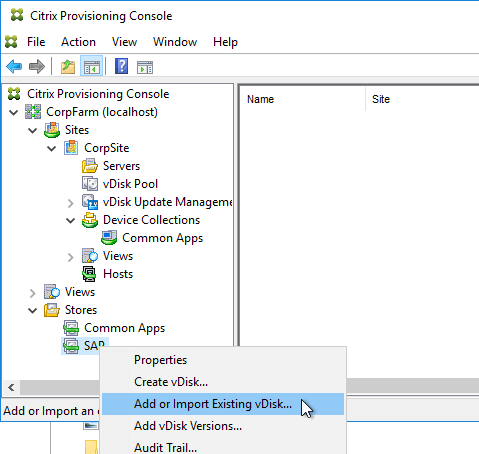 Citrix Provisioning Console
File Action View Window Help
Citrix Provisioning Console
CorpFarm (localhost)
Sites
CorpSite
Servers
vDisk Pool
vDisk Update Manageme
Device Collections
Common Apps
Views
Hosts
Views
Stores
Common Apps
SAP
Name Site
Properties
Create vDisk...
Add or Import Existing vDisk...
Add vDisk Versions...
Audit Trail...
Add or Import an